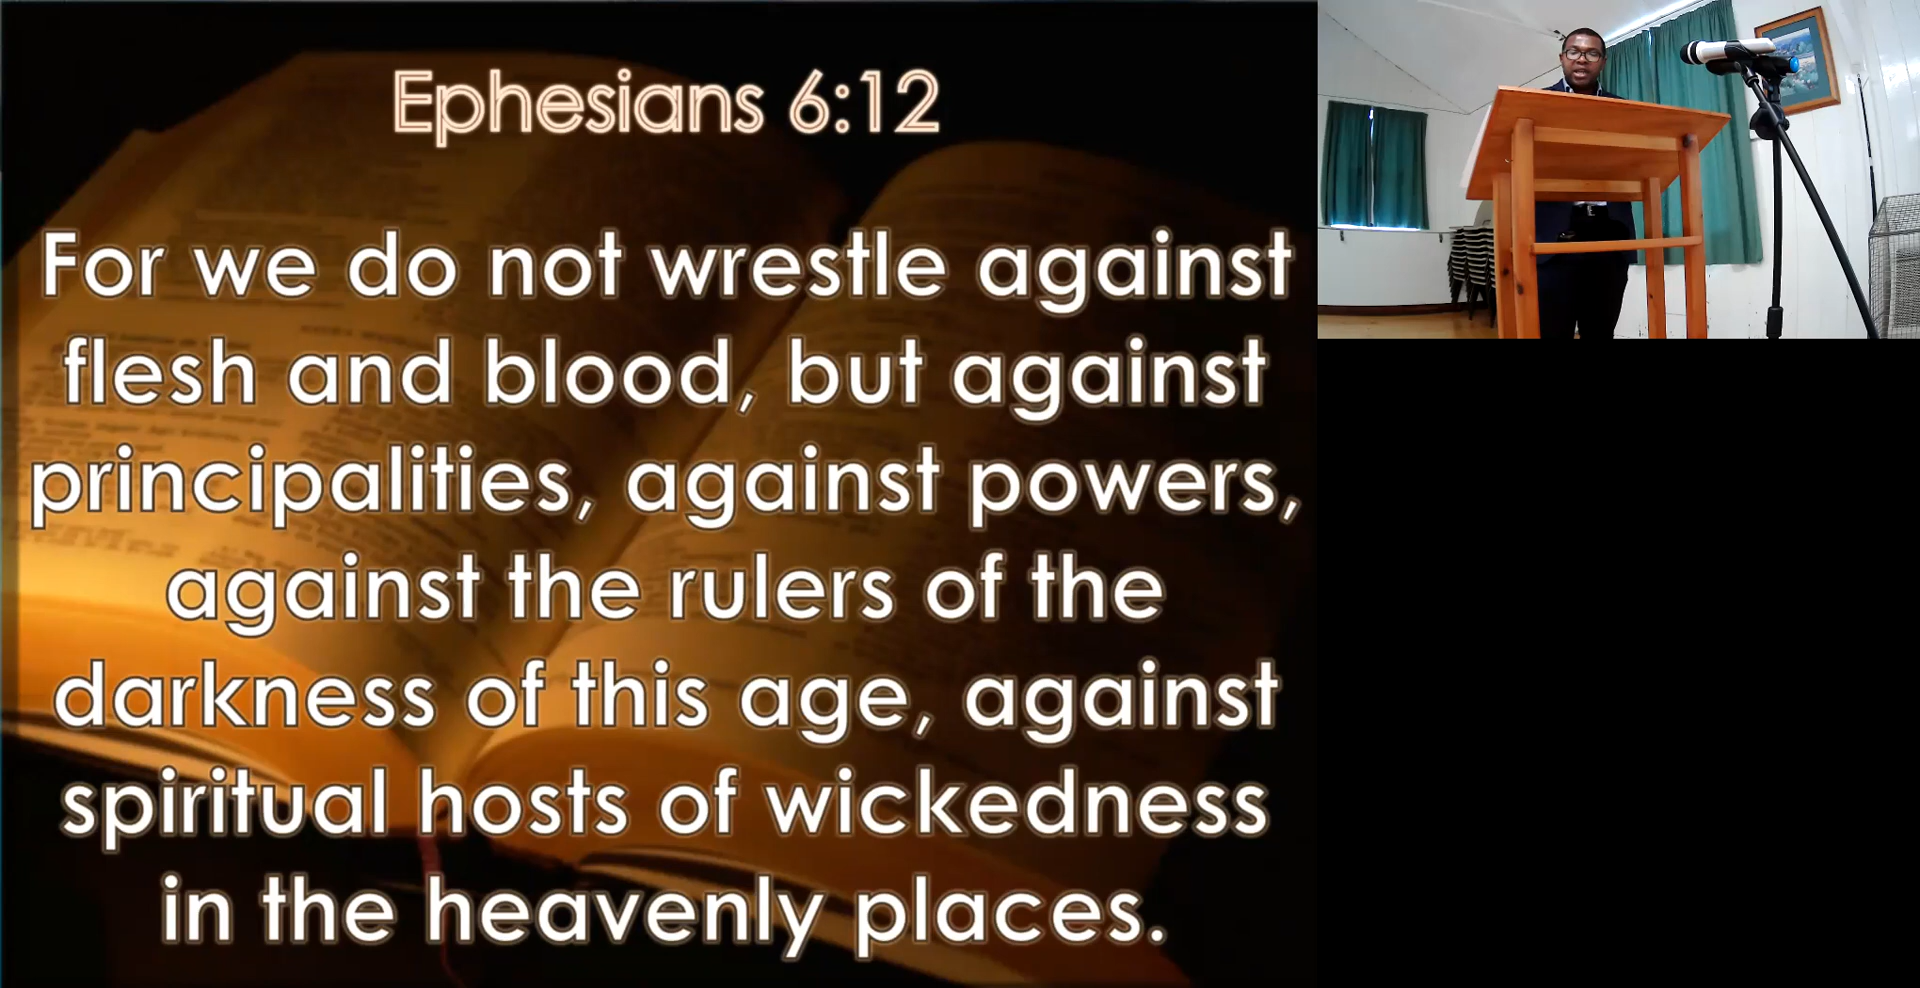 Ephesians 6:12
For we do not wrestle against
flesh and blood, but against
principalities, against powers,
against the rulers of the
darkness of this age, against
spiritual hosts of wickedness
in the heavenly places.